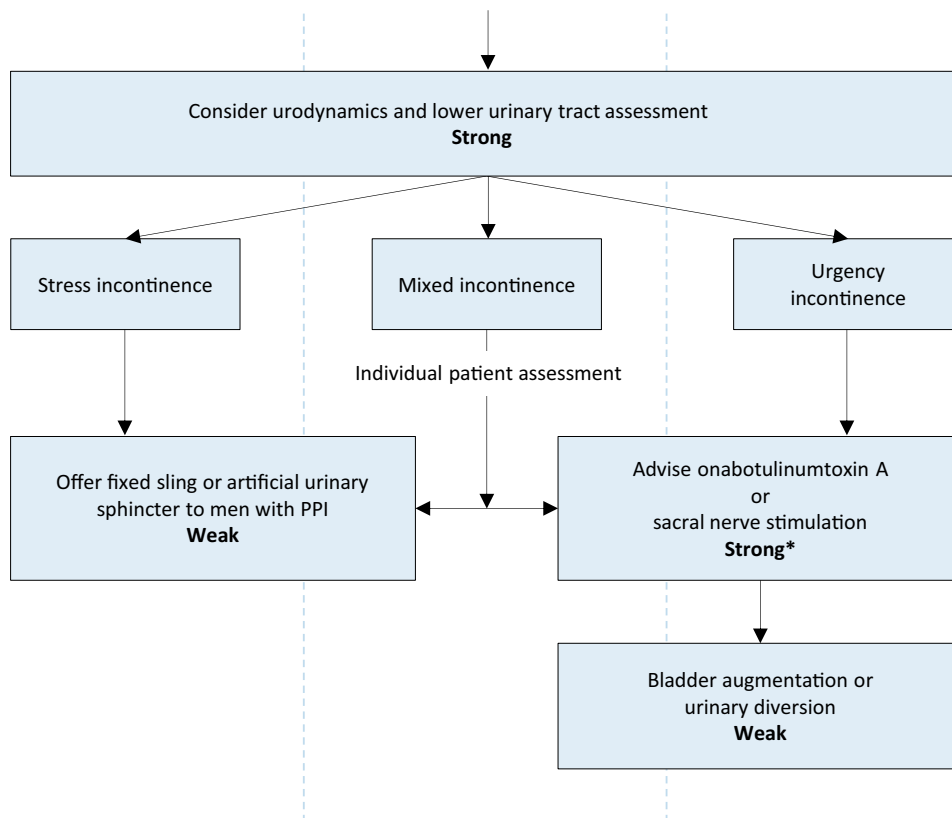 Consider urodynamics and lower urinary tract assessment
Strong
Stress incontinence
Mixed incontinence
Urgency
incontinence
Individual patient assessment
Offer fixed sling or artificial urinary
sphincter to men with PPI
Weak
Advise onabotulinumtoxin A
or
sacral nerve stimulation
Strong*
Bladder augmentation or
urinary diversion
Weak